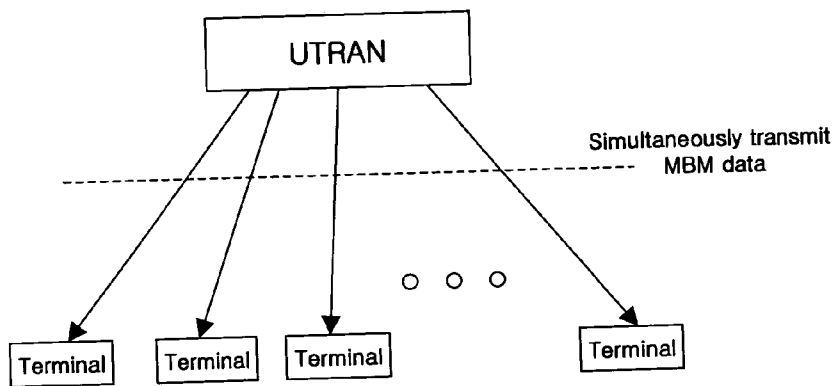 UTRAN
Simultaneously transmit
MBM data
Terminal
Terminal
Terminal
Terminal